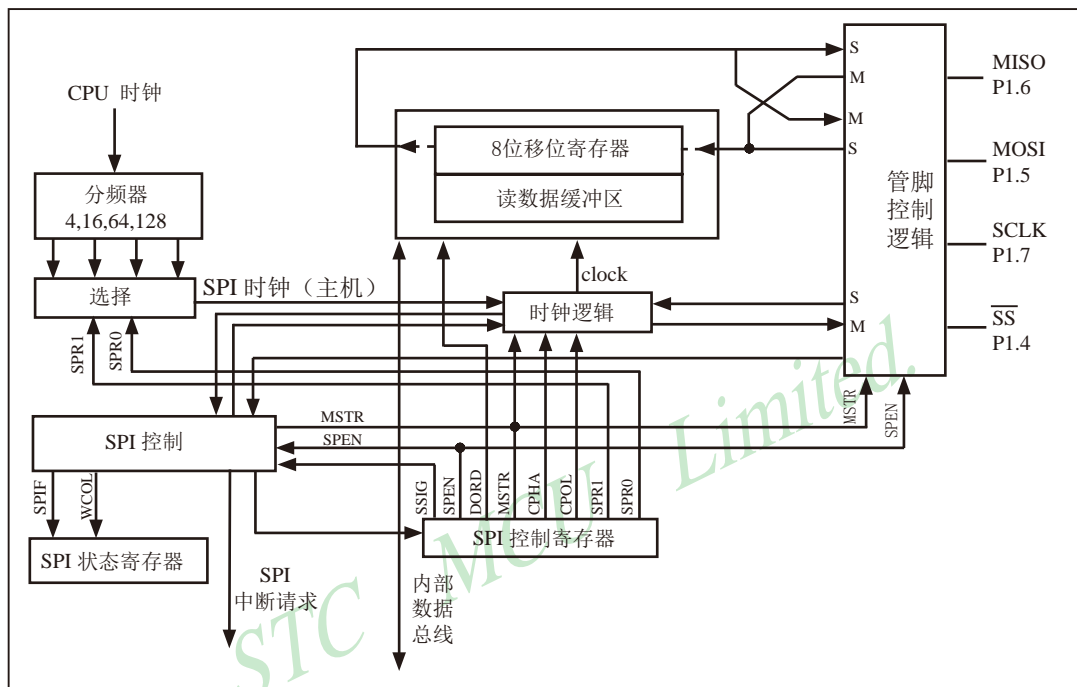 CPU 时钟
分频器
4,16,64,128
选择
SPI 时钟（主机）
SPR1
SPR0
8位移位寄存器
读数据缓冲区
clock
时钟逻辑
S
M
M
S
S
M
管脚
控制
逻辑
MISO
P1.6
MOSI
P1.5
SCLK
P1.7
SS
P1.4
MSTR
SPEN
SPI 控制
MSTR
SPEN
SPIF
WCOL
SPI 状态寄存器
SPI
中断请求
SSIG
SPEN
DORD
MSTR
CPHA
CPOL
SPR1
SPR0
SPI 控制寄存器
内部
数据
总线
STC MCU Limited.